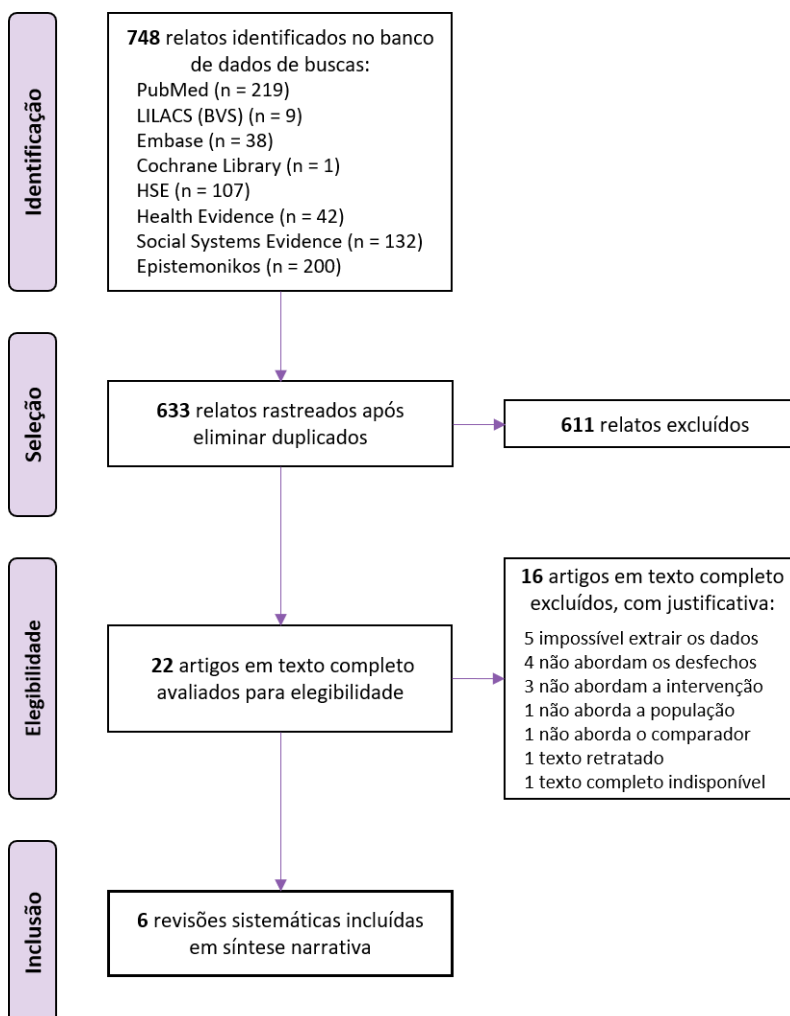 Identificação
748 relatos identificados no banco
de dados de buscas:
PubMed (n = 219)
LILACS (BVS) (n = 9)
Embase (n = 38)
Cochrane Library (n = 1)
HSE (n = 107)
Health Evidence (n = 42)
Social Systems Evidence (n = 132)
Epistemonikos (n = 200)
Seleção
633 relatos rastreados após
eliminar duplicados
611 relatos excluídos
Elegibilidade
22 artigos em texto completo
avaliados para elegibilidade
16 artigos em texto completo
excluídos, com justificativa:
5 impossível extrair os dados
4 não abordam os desfechos
3 não abordam a intervenção
1 não aborda a população
1 não aborda o comparador
1 texto retratado
1 texto completo indisponível
Inclusão
6 revisões sistemáticas incluídas
em síntese narrativa